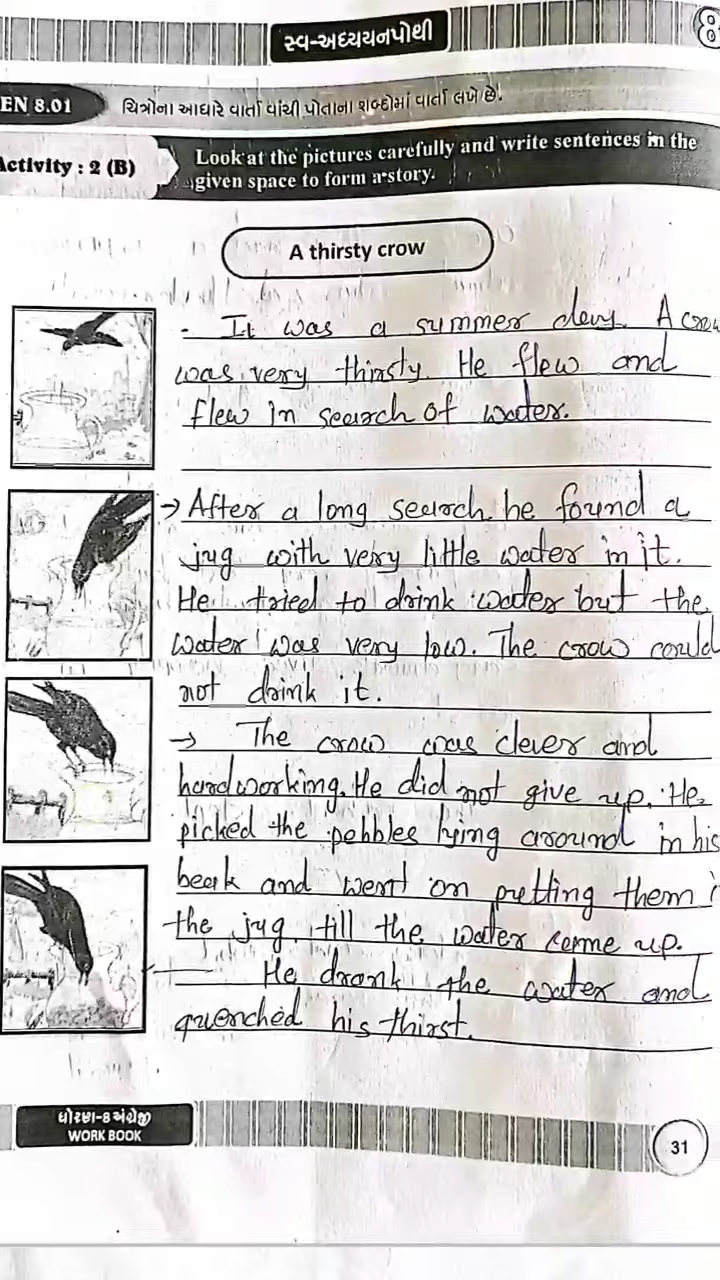 સ્વ-અધ્યયનપોથી
8
EN 8.01
ચિત્રોના આધારે વાર્તા વાંચી પોતાના શબ્દોમાં વાર્તા લખે છે.
Activity : 2 (B)
Look at the pictures carefully and write sentences in the
given space to form a story.
A thirsty crow
It was a summer day. A crow
was very thirsty He flew and
flew in search of water.
→ After a long search he found a
jug with very little water in it.
He tried to drink water but the
water was very low. The crow could
not drink it.
→ The crow was clever and
hardworking. He did not give up. He
picked the pebbles lying around in his
beak and went on putting them i
the jug till the water come up.
He drank the water and
quenched his thirst.
ધોરણ-8 અંગ્રેજી
WORK BOOK
31